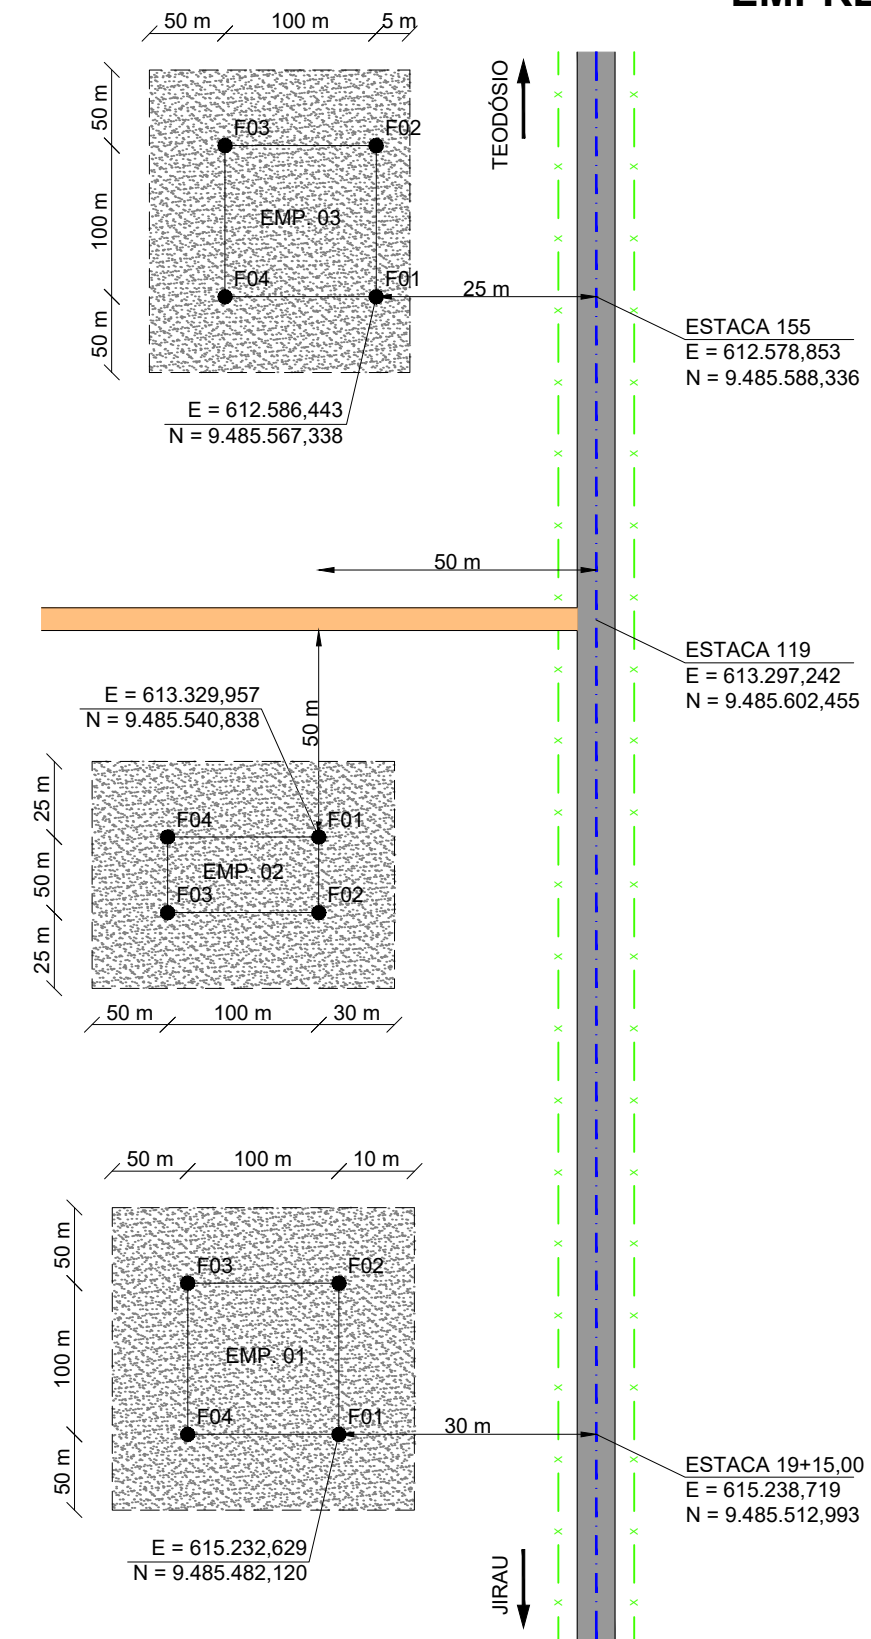 50 m 100 m 5 m
TEODÓSIO
50 m
100 m
50 m
F03 F02
EMP. 03
F04 F01
25 m
ESTACA 155
E = 612.578,853
N = 9.485.588,336
E = 612.586,443
N = 9.485.567,338
50 m
ESTACA 119
E = 613.297,242
N = 9.485.602,455
E = 613.329,957
N = 9.485.540,838
50 m
25 m
50 m
25 m
F04 F01
EMP. 02
F03 F02
50 m 100 m 30 m
50 m 100 m 10 m
50 m
100 m
50 m
F03 F02
EMP. 01
F04 F01
30 m
ESTACA 19+15,00
E = 615.238,719
N = 9.485.512,993
E = 615.232,629
N = 9.485.482,120
JIRAU